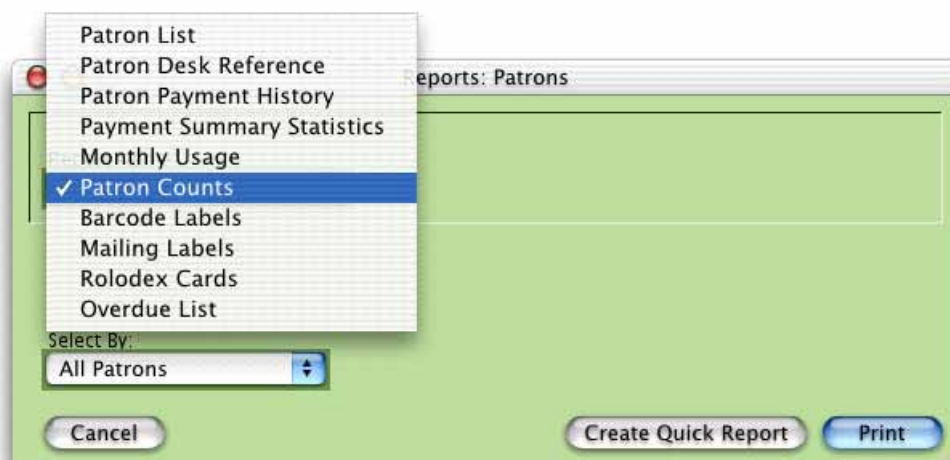 Patron List
Patron Desk Reference
eports: Patrons
Patron Payment History
Payment Summary Statistics
Monthly Usage
✓ Patron Counts
Barcode Labels
Mailing Labels
Rolodex Cards
Overdue List
Select By:
All Patrons
Cancel
Create Quick Report
Print